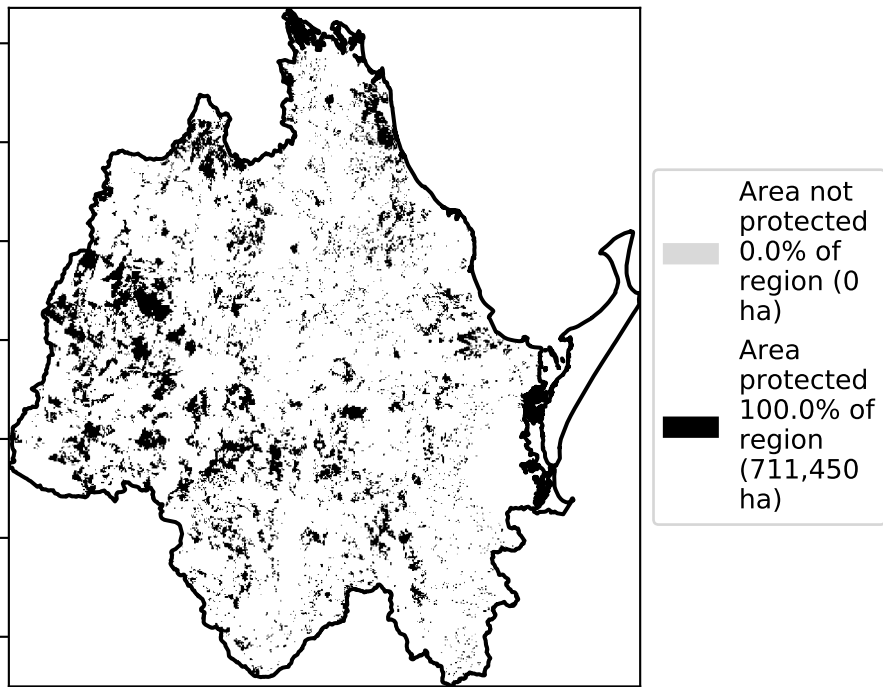 Area not
protected
0.0% of
region (0
ha)
Area
protected
100.0% of
region
(711,450
ha)